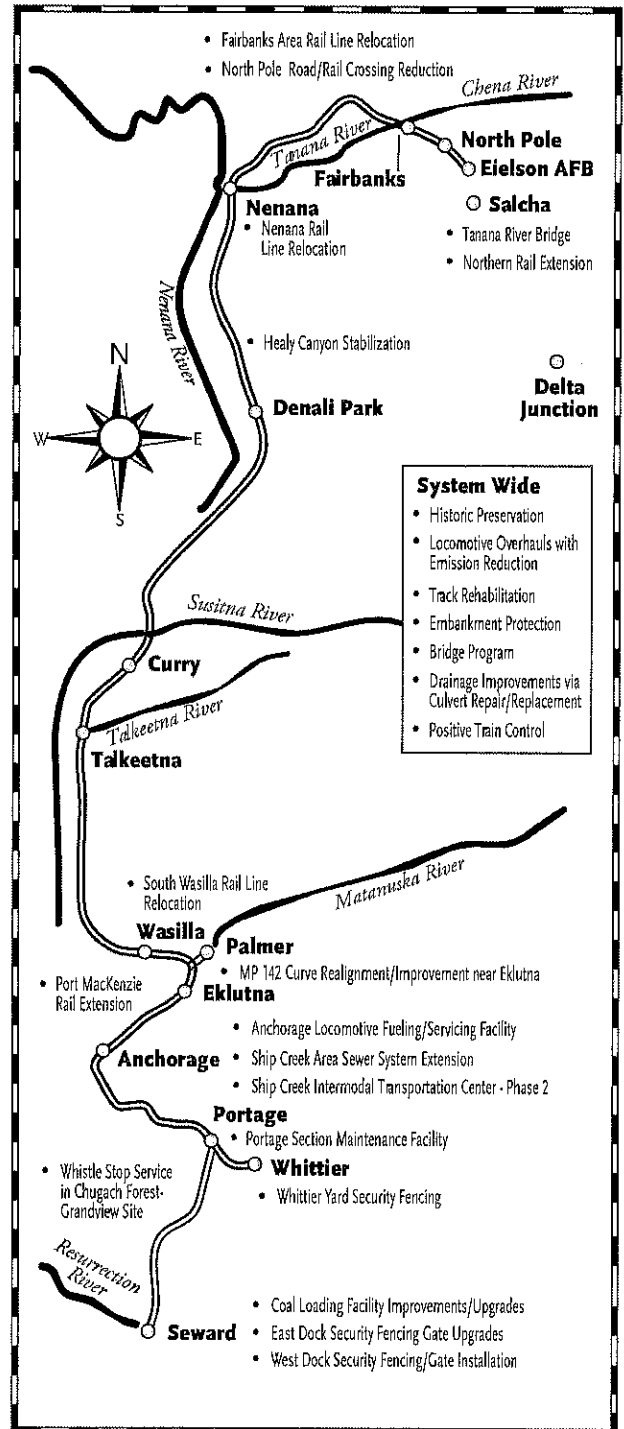 • Fairbanks Area Rail Line Relocation
• North Pole Road/Rail Crossing Reduction
Chena River
Tanana River
North Pole
Eielson AFB
Fairbanks
Salcha
• Tanana River Bridge
• Northern Rail Extension
Nenana
• Nenana Rail
Line Relocation
Nenana River
• Healy Canyon Stabilization
N
W
E
S
Denali Park
Delta
Junction
System Wide
• Historic Preservation
• Locomotive Overhauls with
Emission Reduction
• Track Rehabilitation
• Embankment Protection
• Bridge Program
• Drainage Improvements via
Culvert Repair/Replacement
• Positive Train Control
Susitna River
Curry
Talkeetna River
Talkeetna
Matanuska River
• South Wasilla Rail Line
Relocation
Wasilla
Palmer
• MP 142 Curve Realignment/Improvement near Eklutna
• Port MacKenzie
Rail Extension
Eklutna
• Anchorage Locomotive Fueling/Servicing Facility
• Ship Creek Area Sewer System Extension
• Ship Creek Intermodal Transportation Center - Phase 2
Anchorage
Portage
• Portage Section Maintenance Facility
Whittier
• Whittier Yard Security Fencing
• Whistle Stop Service
in Chugach Forest-
Grandview Site
Resurrection
River
Seward
• Coal Loading Facility Improvements/Upgrades
• East Dock Security Fencing Gate Upgrades
• West Dock Security Fencing/Gate Installation